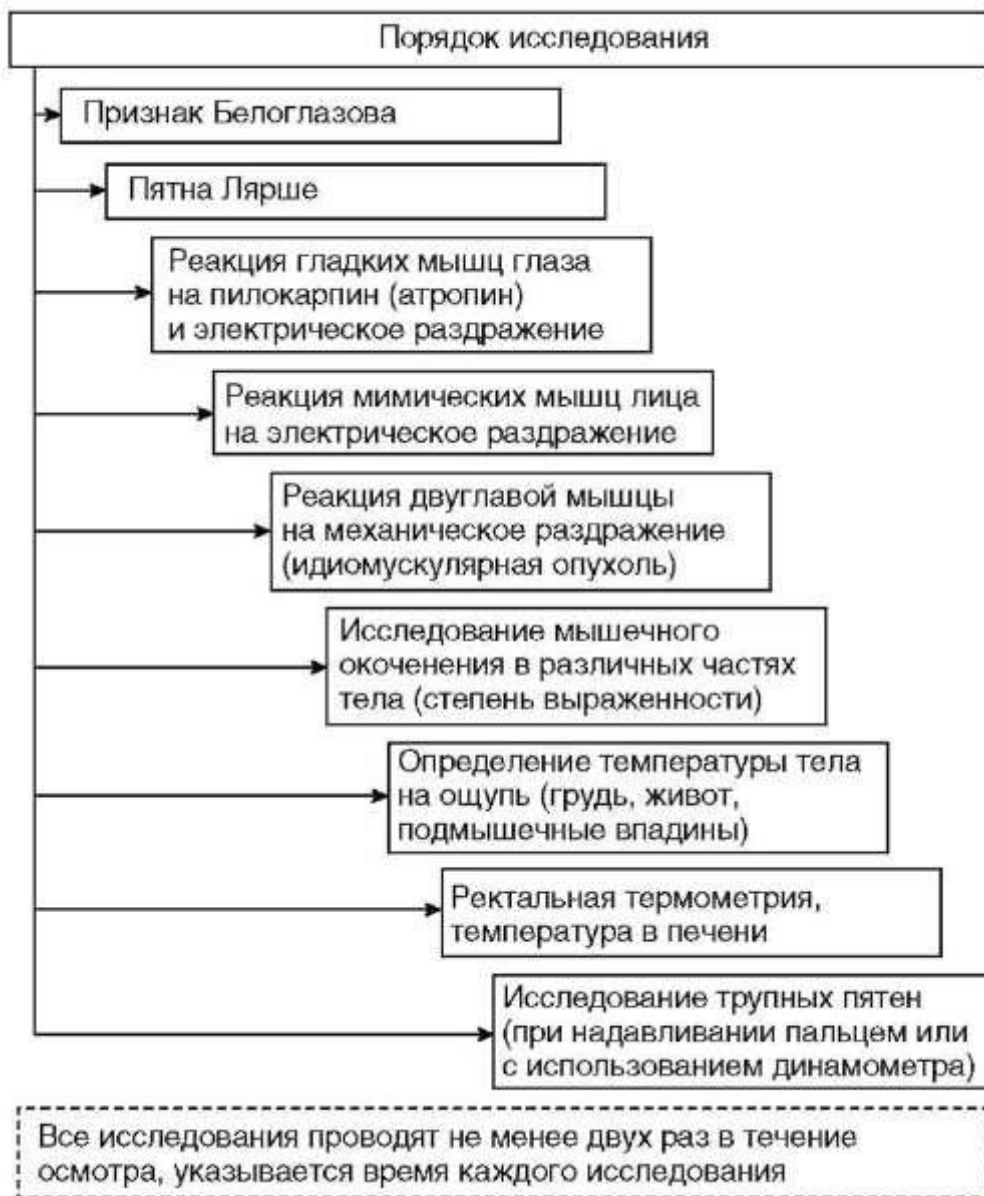 Порядок исследования
Признак Белоглазова
Пятна Лярше
Реакция гладких мышц глаза
на пилокарпин (атропин)
и электрическое раздражение
Реакция мимических мышц лица
на электрическое раздражение
Реакция двуглавой мышцы
на механическое раздражение
(идиомускулярная опухоль)
Исследование мышечного
окоченения в различных частях
тела (степень выраженности)
Определение температуры тела
на ощупь (грудь, живот,
подмышечные впадины)
Ректальная термометрия,
температура в печени
Исследование трупных пятен
(при надавливании пальцем или
с использованием динамометра)
Все исследования проводят не менее двух раз в течение
осмотра, указывается время каждого исследования